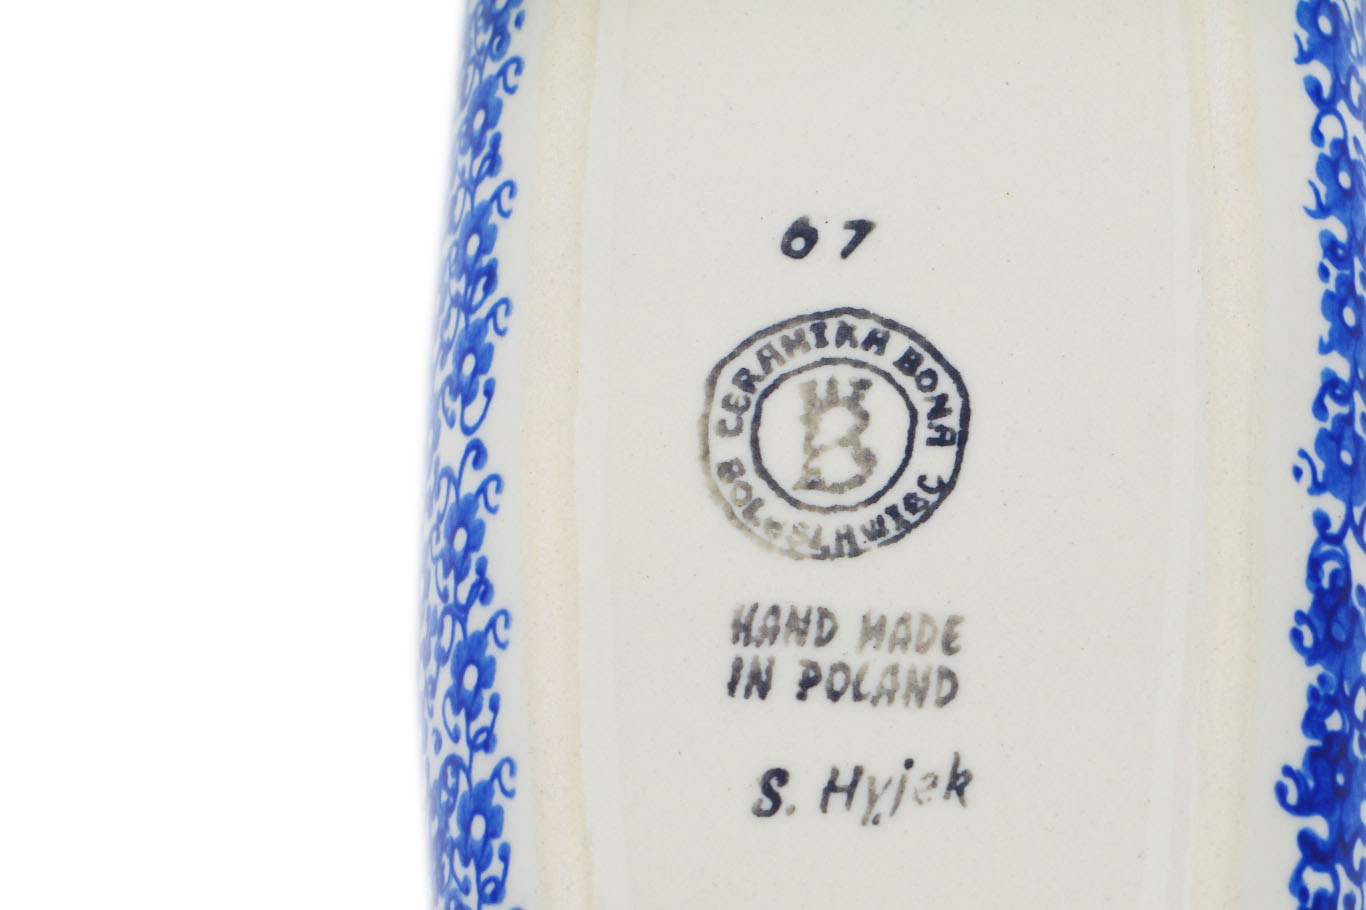 67
CERAMIKA BONA
BOLESŁAWIEC
B
HAND MADE
IN POLAND
S. Hyjek